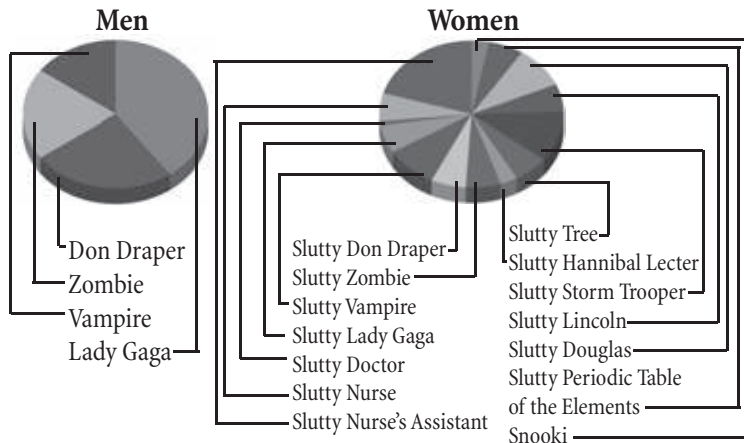 Men
Women
Don Draper
Zombie
Vampire
Lady Gaga
Slutty Don Draper
Slutty Zombie
Slutty Vampire
Slutty Lady Gaga
Slutty Doctor
Slutty Nurse
Slutty Nurse's Assistant
Slutty Tree
Slutty Hannibal Lecter
Slutty Storm Trooper
Slutty Lincoln
Slutty Douglas
Slutty Periodic Table
of the Elements
Snooki